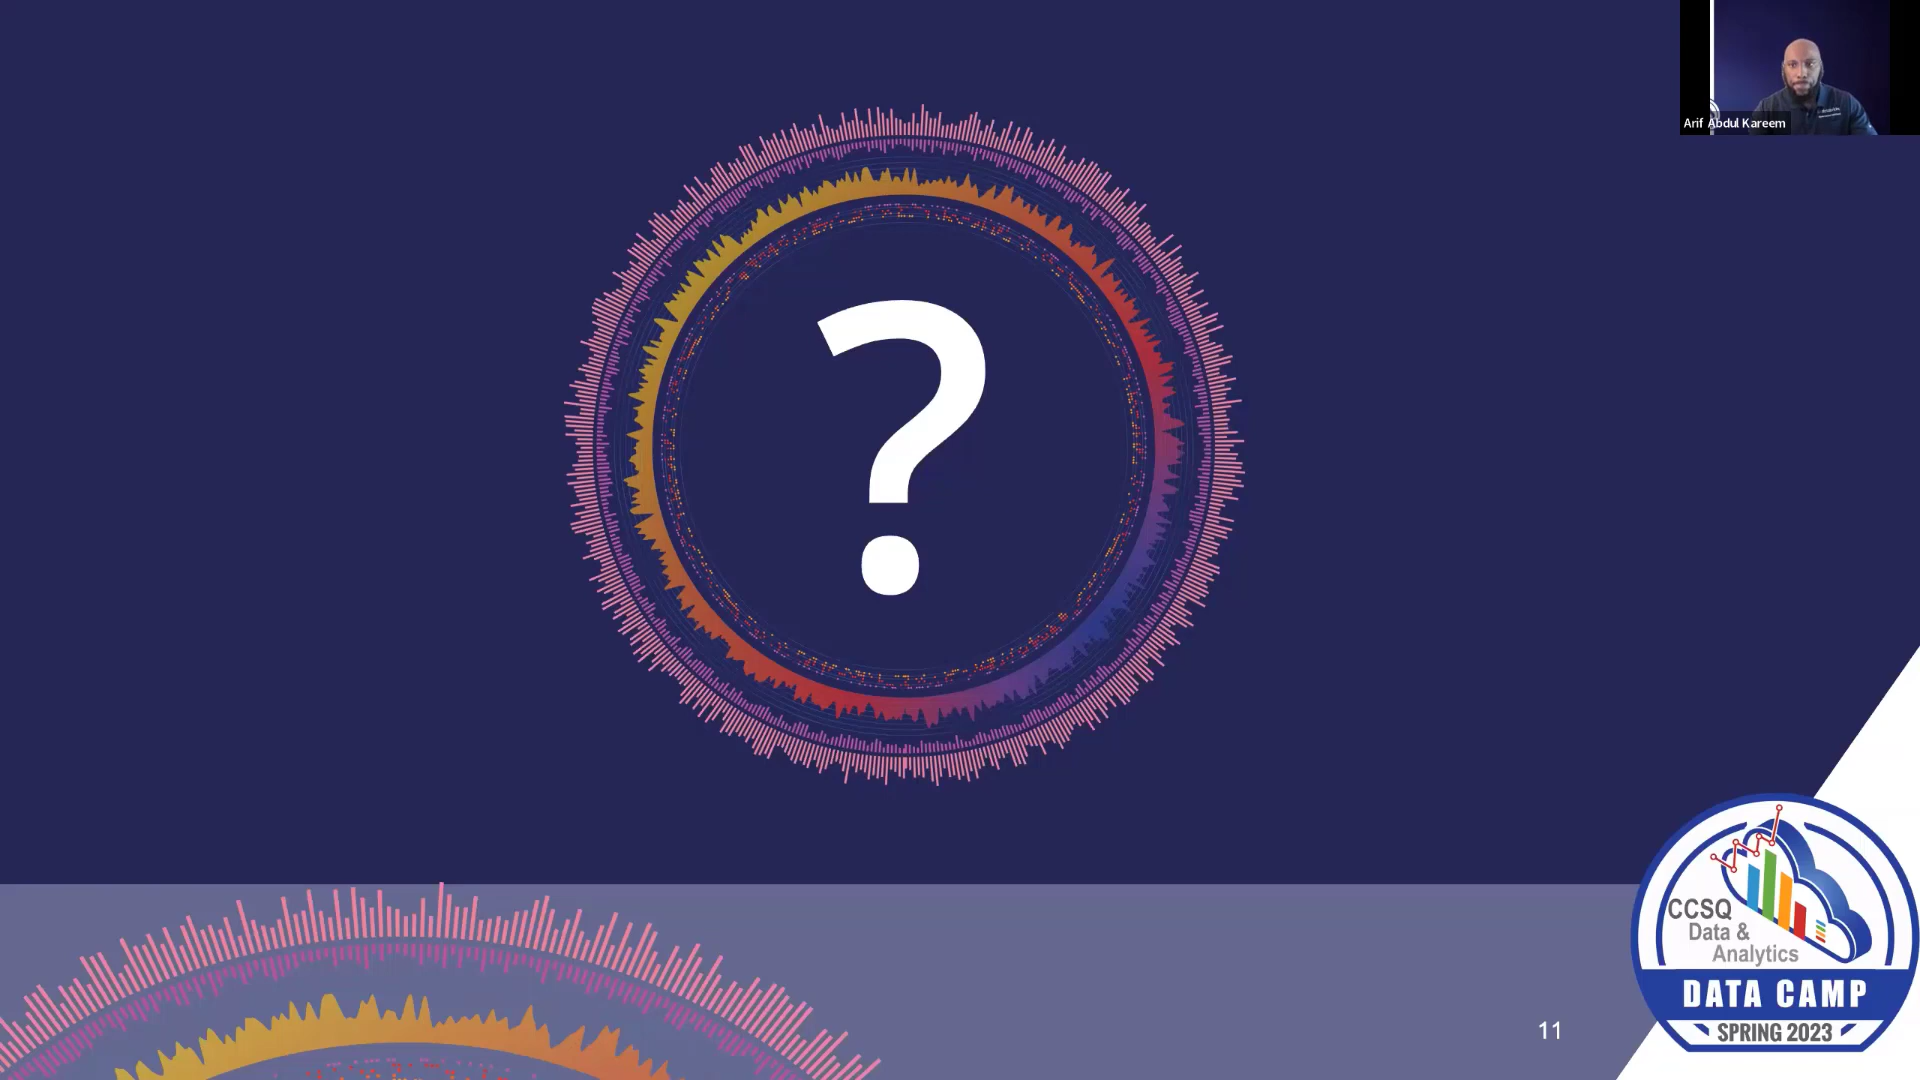 Arif Abdul Kareem
?
CCSQ
Data &
Analytics
DATA CAMP
SPRING 2023
11